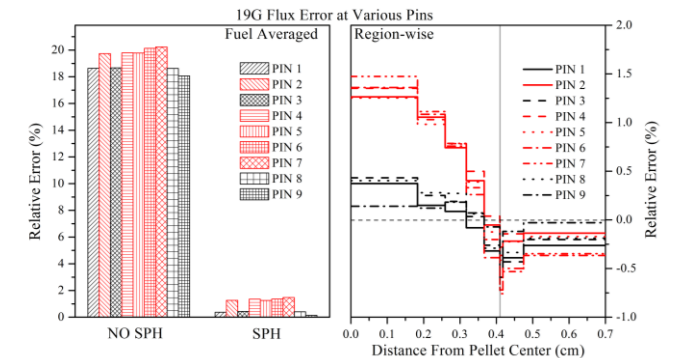 19G Flux Error at Various Pins
Fuel Averaged
PIN 1
PIN 2
PIN 3
PIN 4
PIN 5
PIN 6
PIN 7
PIN 8
PIN 9
Relative Error (%)
20
18
16
14
12
10
8
6
4
2
0
NO SPH
SPH
Region-wise
PIN 1
PIN 2
PIN 3
PIN 4
PIN 5
PIN 6
PIN 7
PIN 8
PIN 9
2.0
1.5
1.0
0.5
0.0
-0.5
-1.0
Relative Error (%)
0.0 0.1 0.2 0.3 0.4 0.5 0.6 0.7
Distance From Pellet Center (cm)